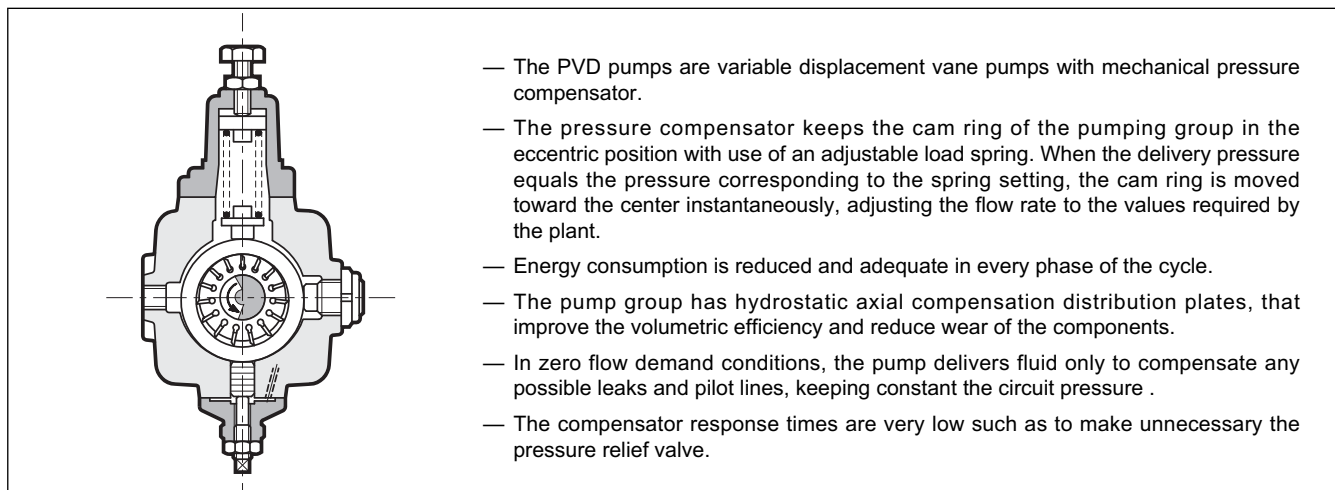 — The PVD pumps are variable displacement vane pumps with mechanical pressure
compensator.
— The pressure compensator keeps the cam ring of the pumping group in the
eccentric position with use of an adjustable load spring. When the delivery pressure
equals the pressure corresponding to the spring setting, the cam ring is moved
toward the center instantaneously, adjusting the flow rate to the values required by
the plant.
— Energy consumption is reduced and adequate in every phase of the cycle.
— The pump group has hydrostatic axial compensation distribution plates, that
improve the volumetric efficiency and reduce wear of the components.
— In zero flow demand conditions, the pump delivers fluid only to compensate any
possible leaks and pilot lines, keeping constant the circuit pressure .
— The compensator response times are very low such as to make unnecessary the
pressure relief valve.